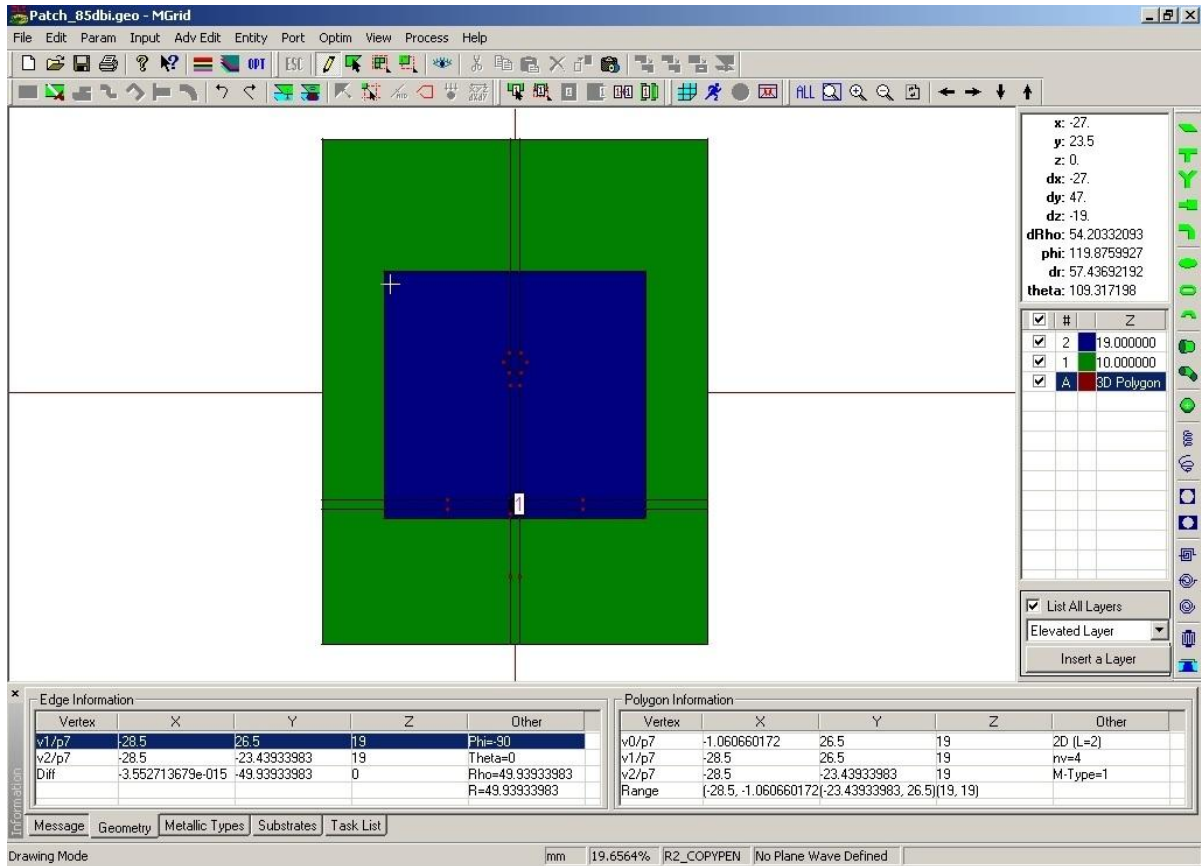 Patch_85dbi.geo - MGrid
File Edit Param Input Adv Edit Entity Port Optim View Process Help
OPT ESC
ALL
x: -27.
y: 23.5
z: 0.
dx: -27.
dy: 47.
dz: -19.
dRho: 54.20332093
phi: 119.8759927
dr: 57.43692192
theta: 109.317198
# Z
2 19.000000
1 10.000000
A 3D Polygon
1
List All Layers
Elevated Layer
Insert a Layer
Information
Edge Information
Vertex X Y Z Other
v1/p7 -28.5 26.5 19 Phi=-90
v2/p7 -28.5 -23.43933983 19 Theta=0
Diff -3.552713679e-015 -49.93933983 0 Rho=49.93933983
R=49.93933983
Polygon Information
Vertex X Y Z Other
v0/p7 -1.060660172 26.5 19 2D (L=2)
v1/p7 -28.5 26.5 19 nv=4
v2/p7 -28.5 -23.43933983 19 M-Type=1
Range (-28.5, -1.060660172(-23.43933983, 26.5)(19, 19)
Message Geometry Metallic Types Substrates Task List
Drawing Mode mm 19.6564% R2_COPYPEN No Plane Wave Defined